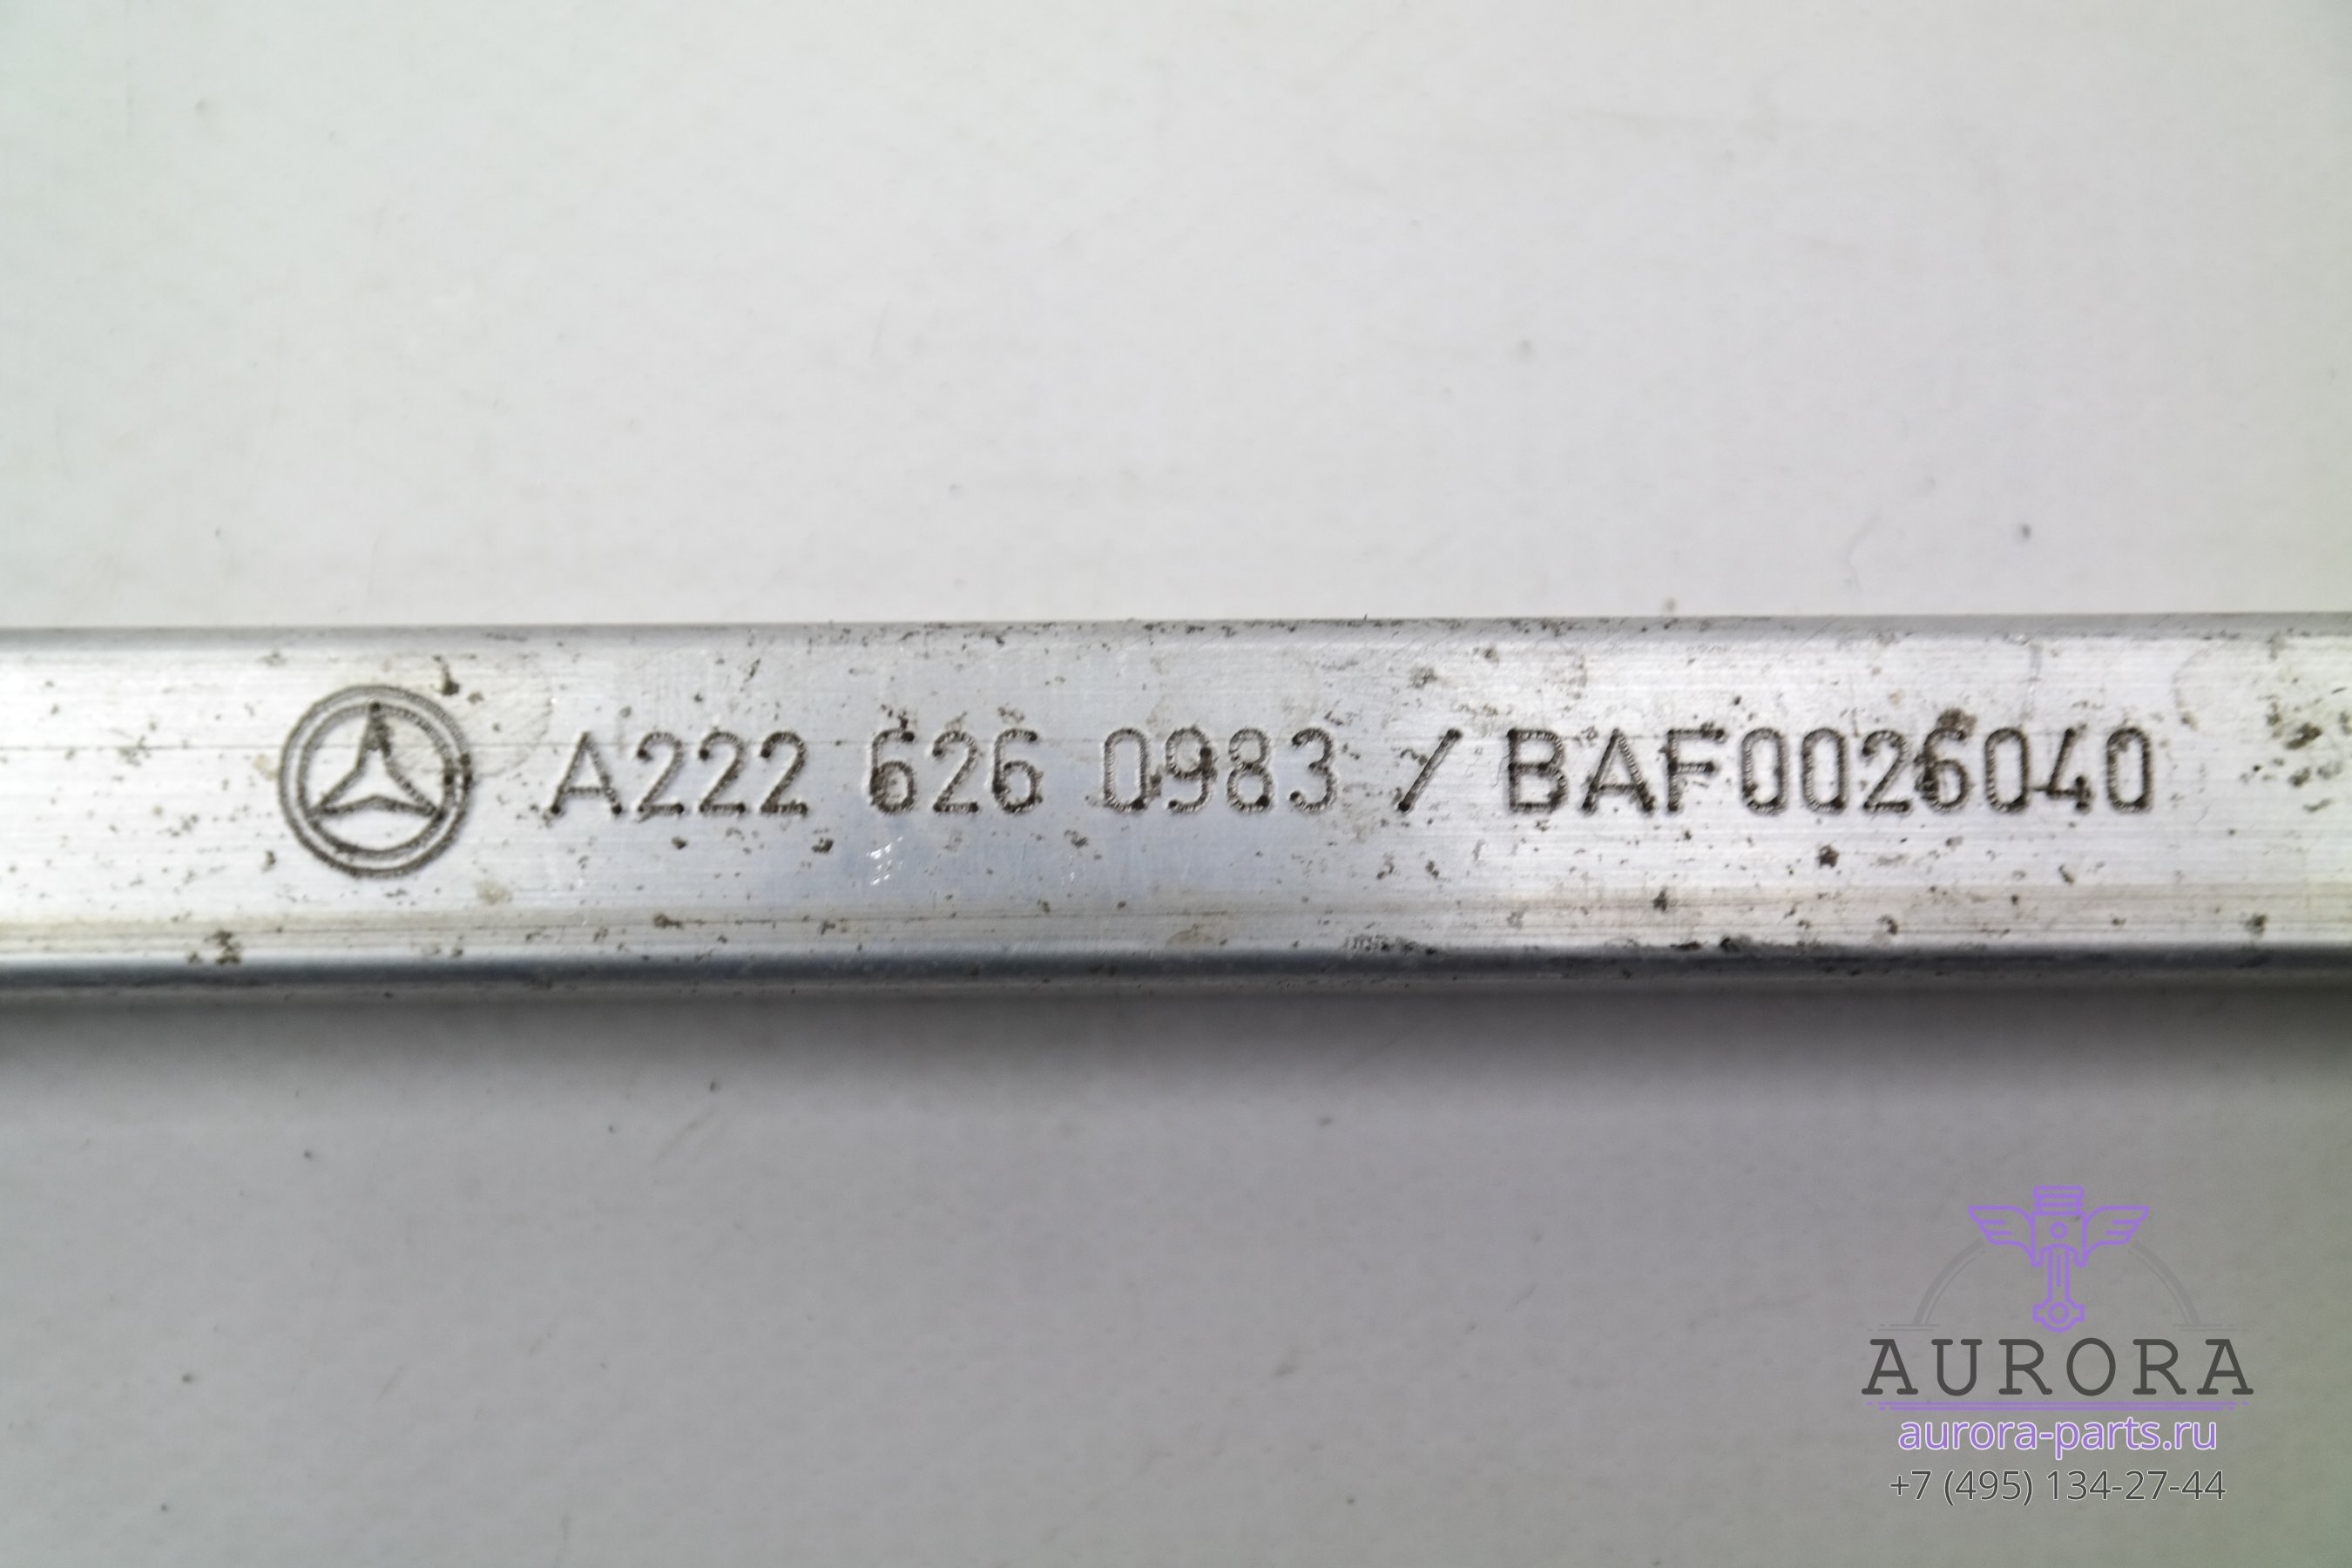 A222 626 0983 / BAF0026040
AURORA
aurora-parts.ru
+7 (495) 134-27-44